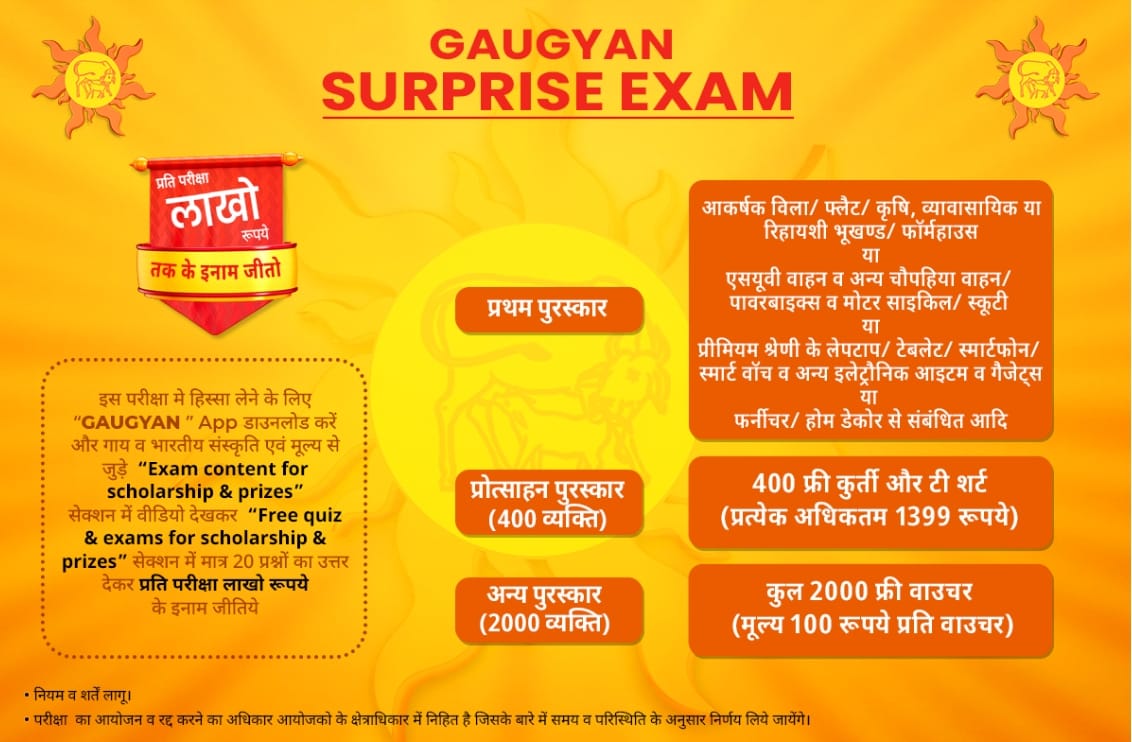 GAUGYAN
SURPRISE EXAM
प्रति परीक्षा
लाखो
रूपये
तक के इनाम जीतो
इस परीक्षा मे हिस्सा लेने के लिए
“GAUGYAN ” App डाउनलोड करें
और गाय व भारतीय संस्कृति एवं मूल्य से
जुड़े “Exam content for
scholarship & prizes”
सेक्शन में वीडियो देखकर “Free quiz
& exams for scholarship &
prizes” सेक्शन में मात्र 20 प्रश्नों का उत्तर
देकर प्रति परीक्षा लाखो रूपये
के इनाम जीतिये
प्रथम पुरस्कार
आकर्षक विला/ फ्लैट/ कृषि, व्यावासायिक या
रिहायशी भूखण्ड/ फॉर्महाउस
या
एसयूवी वाहन व अन्य चौपहिया वाहन/
पावरबाइक्स व मोटर साइकिल/ स्कूटी
या
प्रीमियम श्रेणी के लेपटाप/ टेबलेट/ स्मार्टफोन/
स्मार्ट वॉच व अन्य इलेट्रौनिक आइटम व गैजेट्स
या
फर्नीचर/ होम डेकोर से संबंधित आदि
प्रोत्साहन पुरस्कार
(400 व्यक्ति)
400 फ्री कुर्ती और टी शर्ट
(प्रत्येक अधिकतम 1399 रूपये)
अन्य पुरस्कार
(2000 व्यक्ति)
कुल 2000 फ्री वाउचर
(मूल्य 100 रूपये प्रति वाउचर)
• नियम व शर्तें लागू।
• परीक्षा का आयोजन व रद्द करने का अधिकार आयोजको के क्षेत्राधिकार में निहित है जिसके बारे में समय व परिस्थिति के अनुसार निर्णय लिये जायेंगे।